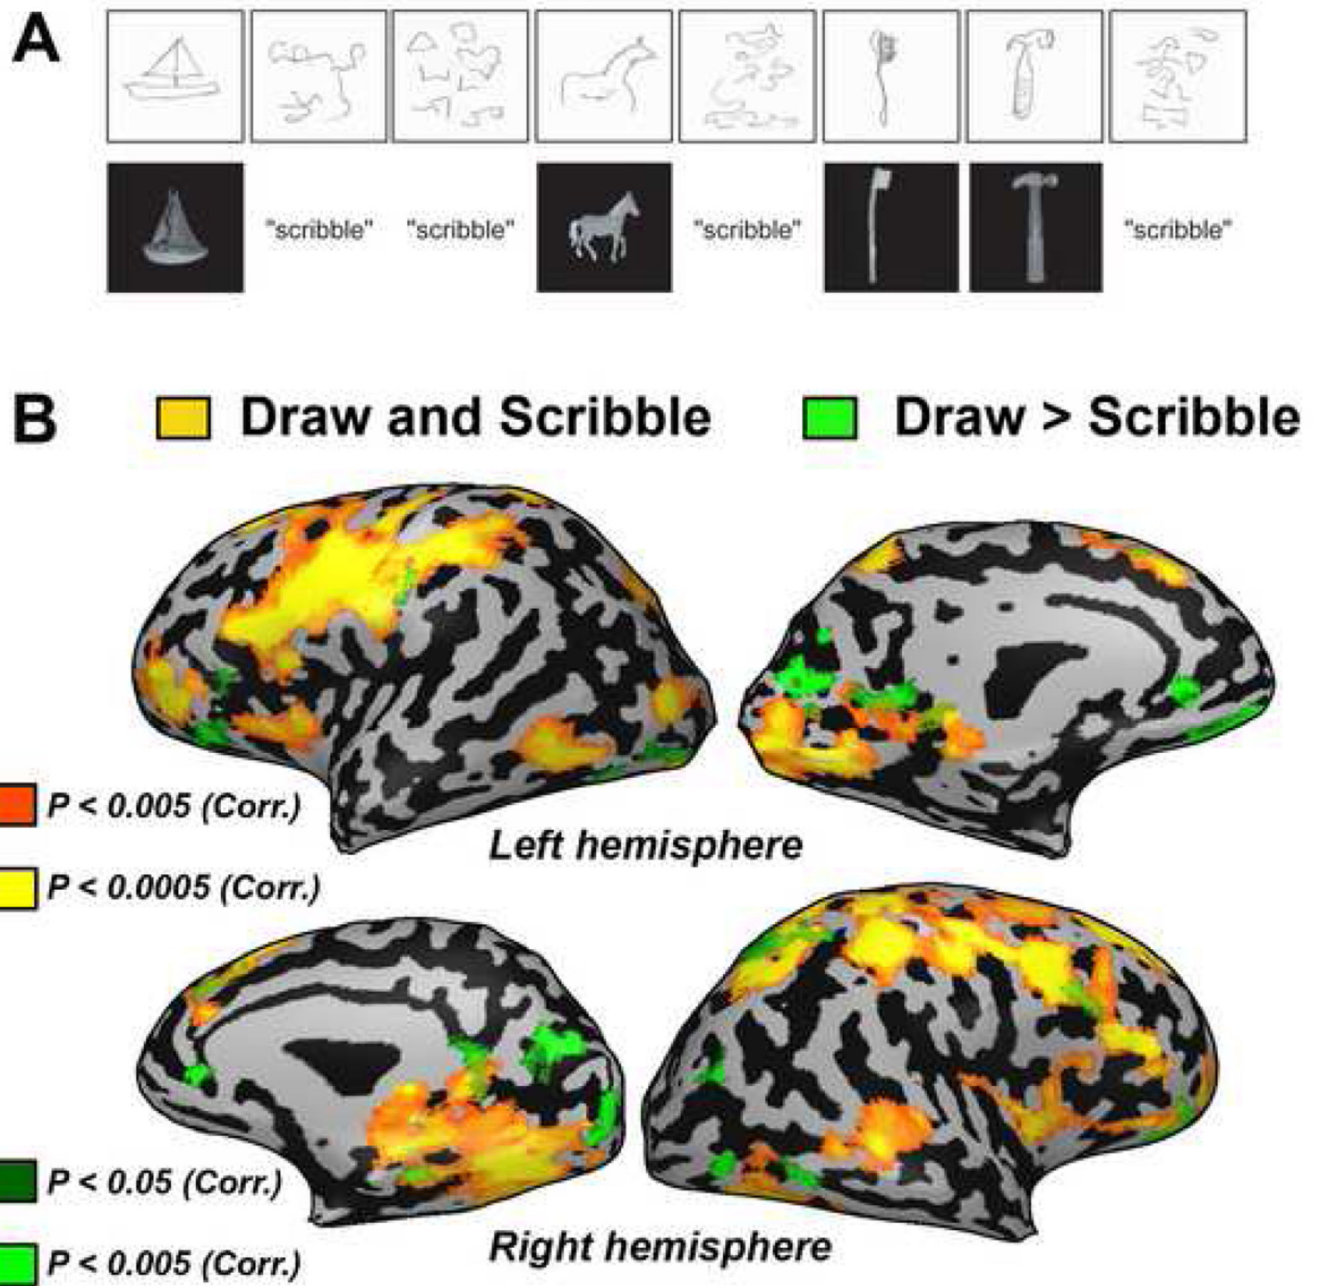 A
"scribble" "scribble" "scribble" "scribble"
B Draw and Scribble Draw > Scribble
P < 0.005 (Corr.)
Left hemisphere
P < 0.0005 (Corr.)
P < 0.05 (Corr.)
Right hemisphere
P < 0.005 (Corr.)